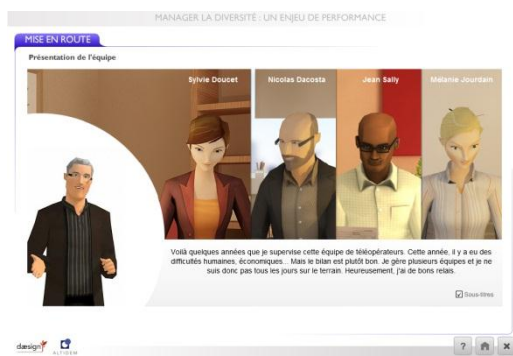 MANAGER LA DIVERSITÉ : UN ENJEU DE PERFORMANCE
MISE EN ROUTE
Présentation de l'équipe
Sylvie Doucet
Nicolas Dacosta
Jean Sally
Mélanie Jourdain
Voilà quelques années que je supervise cette équipe de téléopérateurs. Cette année, il y a eu des
difficultés humaines, économiques... Mais le bilan est plutôt bon. Je gère plusieurs équipes et je ne
suis donc pas tous les jours sur le terrain. Heureusement, j'ai de bons relais.
Sous-titres
dæsign
ALTIDEM
?